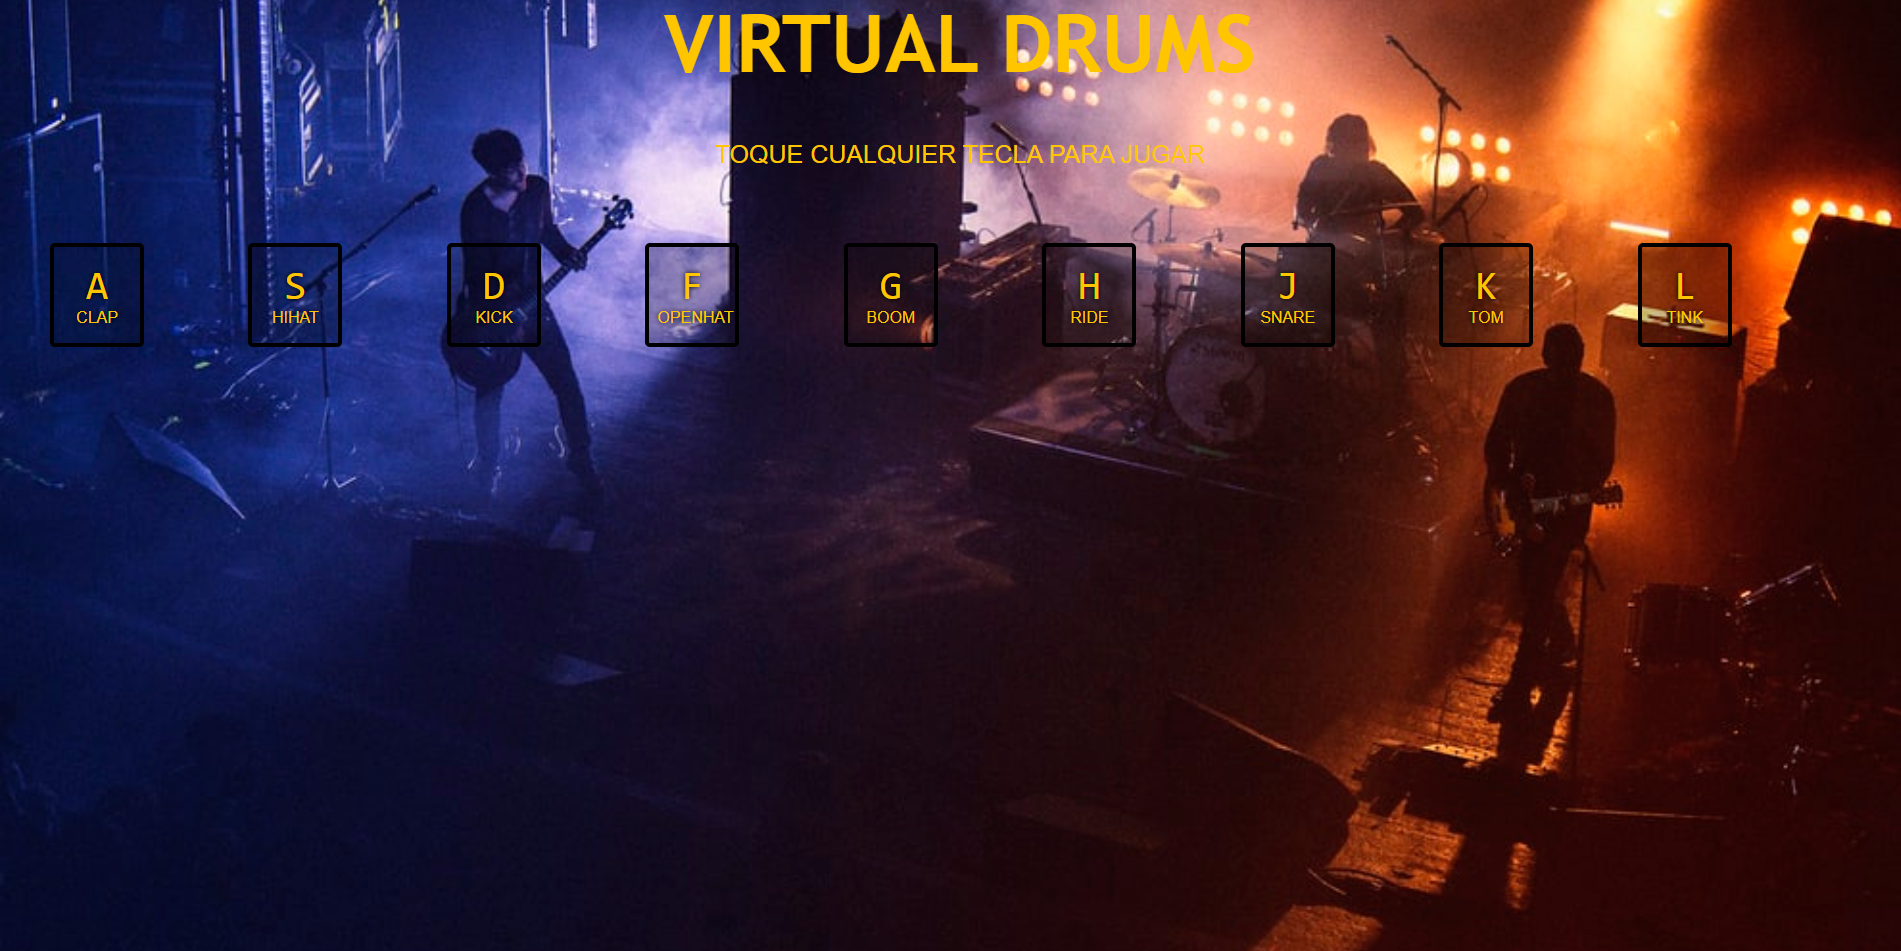 VIRTUAL DRUMS
TOQUE CUALQUIER TECLA PARA JUGAR
A S D F G H J K L
CLAP HIHAT KICK OPENHAT BOOM RIDE SNARE TOM TINK